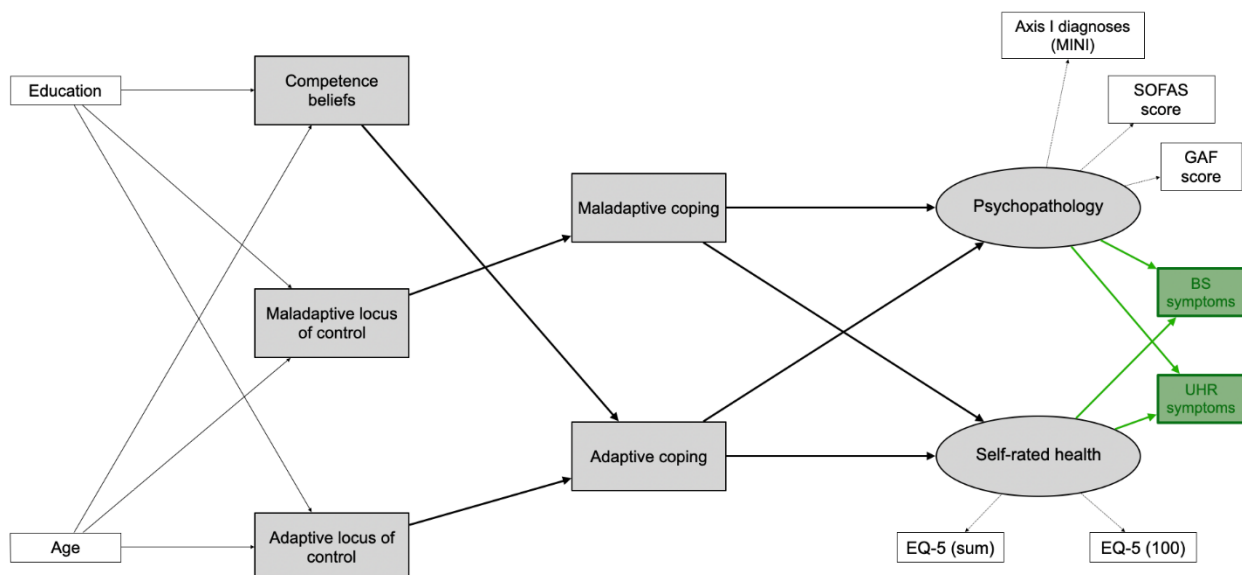 Axis I diagnoses
(MINI)
Education
Competence
beliefs
SOFAS
score
GAF
score
Maladaptive coping
Psychopathology
BS
symptoms
Maladaptive locus
of control
UHR
symptoms
Adaptive coping
Self-rated health
Age
Adaptive locus of
control
EQ-5 (sum)
EQ-5 (100)